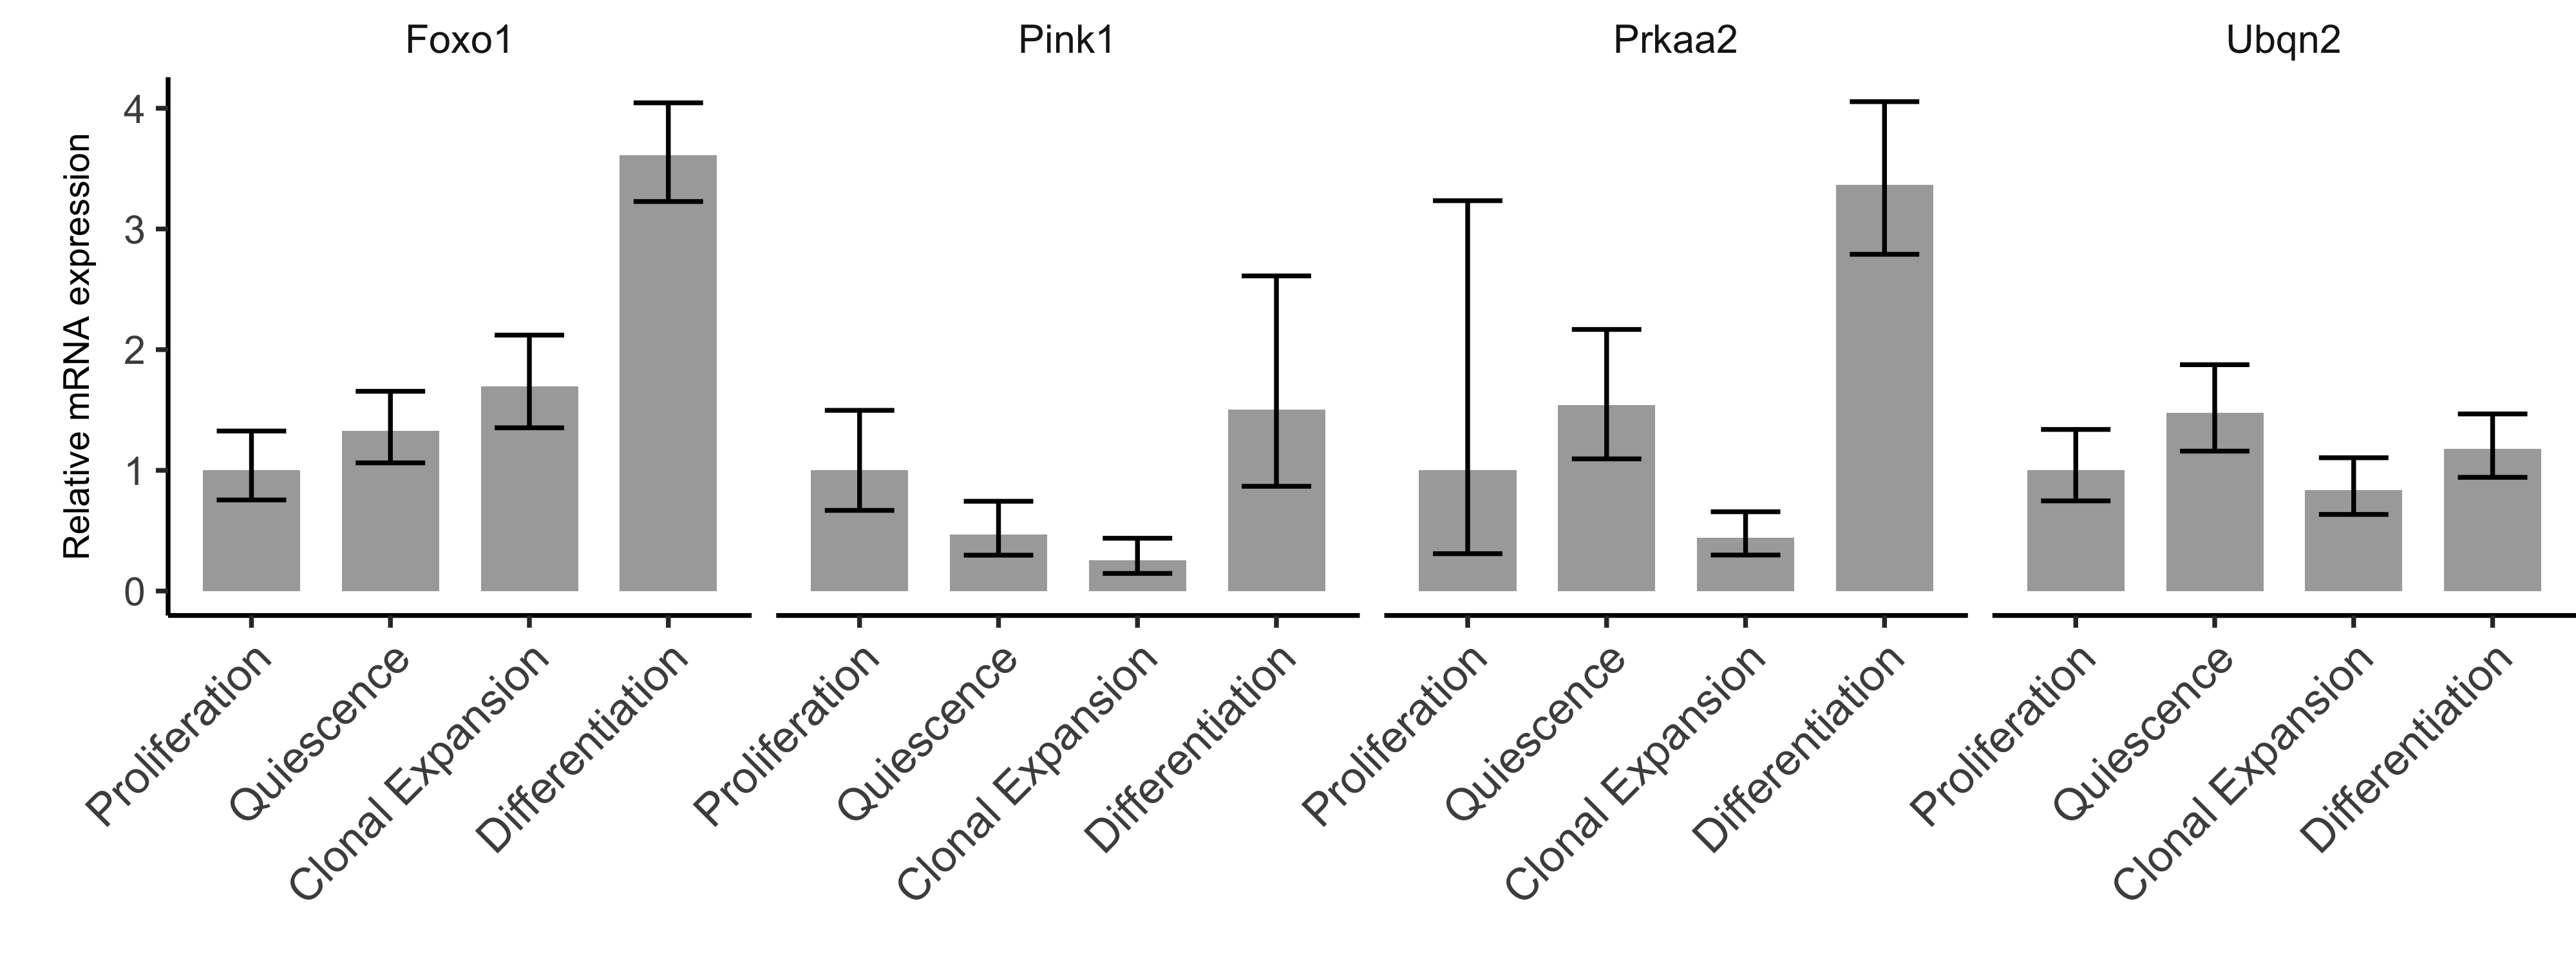 Foxo1
Pink1
Prkaa2
Ubqn2
Relative mRNA expression
4
3
2
1
0
Proliferation
Quiescence
Clonal Expansion
Differentiation
Proliferation
Quiescence
Clonal Expansion
Differentiation
Proliferation
Quiescence
Clonal Expansion
Differentiation
Proliferation
Quiescence
Clonal Expansion
Differentiation